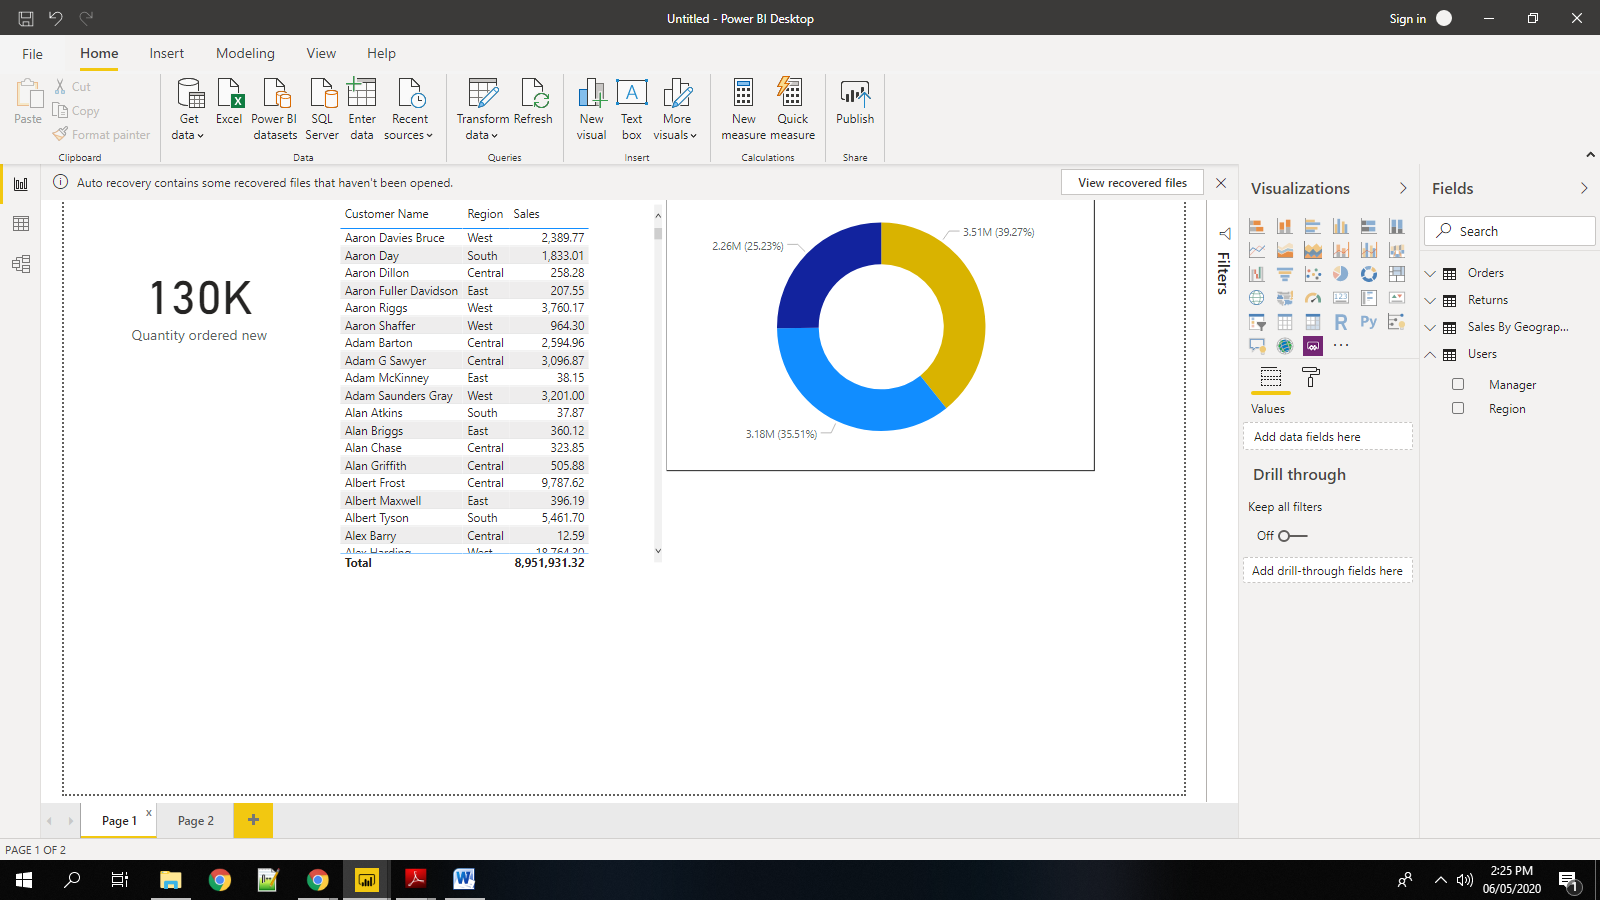 Untitled - Power BI Desktop
Sign in
File Home Insert Modeling View Help
Paste
Cut
Copy
Format painter
Clipboard
Get data
Excel
Power BI datasets
SQL Server
Enter data
Recent sources
Data
Transform data
Refresh
Queries
New visual
Text box
More visuals
Insert
New measure
Quick measure
Calculations
Publish
Share
Auto recovery contains some recovered files that haven't been opened.
View recovered files
130K
Quantity ordered new
Customer Name Region Sales
Aaron Davies Bruce West 2,389.77
Aaron Day South 1,833.01
Aaron Dillon Central 258.28
Aaron Fuller Davidson East 207.55
Aaron Riggs West 3,760.17
Aaron Shaffer West 964.30
Adam Barton Central 2,594.96
Adam G Sawyer Central 3,096.87
Adam McKinney East 38.15
Adam Saunders Gray West 3,201.00
Alan Atkins South 37.87
Alan Briggs East 360.12
Alan Chase Central 323.85
Alan Griffith Central 505.88
Albert Frost Central 9,787.62
Albert Maxwell East 396.19
Albert Tyson South 5,461.70
Alex Barry Central 12.59
Alex Harding West 18,764.30
Total 8,951,931.32
2.26M (25.23%)
3.51M (39.27%)
3.18M (35.51%)
Filters
Visualizations
R
Py
Values
Add data fields here
Drill through
Keep all filters
Off
Add drill-through fields here
Fields
Search
Orders
Returns
Sales By Geograp...
Users
Manager
Region
Page 1 x
Page 2
+
PAGE 1 OF 2
2:25 PM
06/05/2020
1